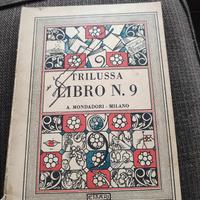 TRILUSSA
LIBRO N. 9
A. MONDADORI - MILANO